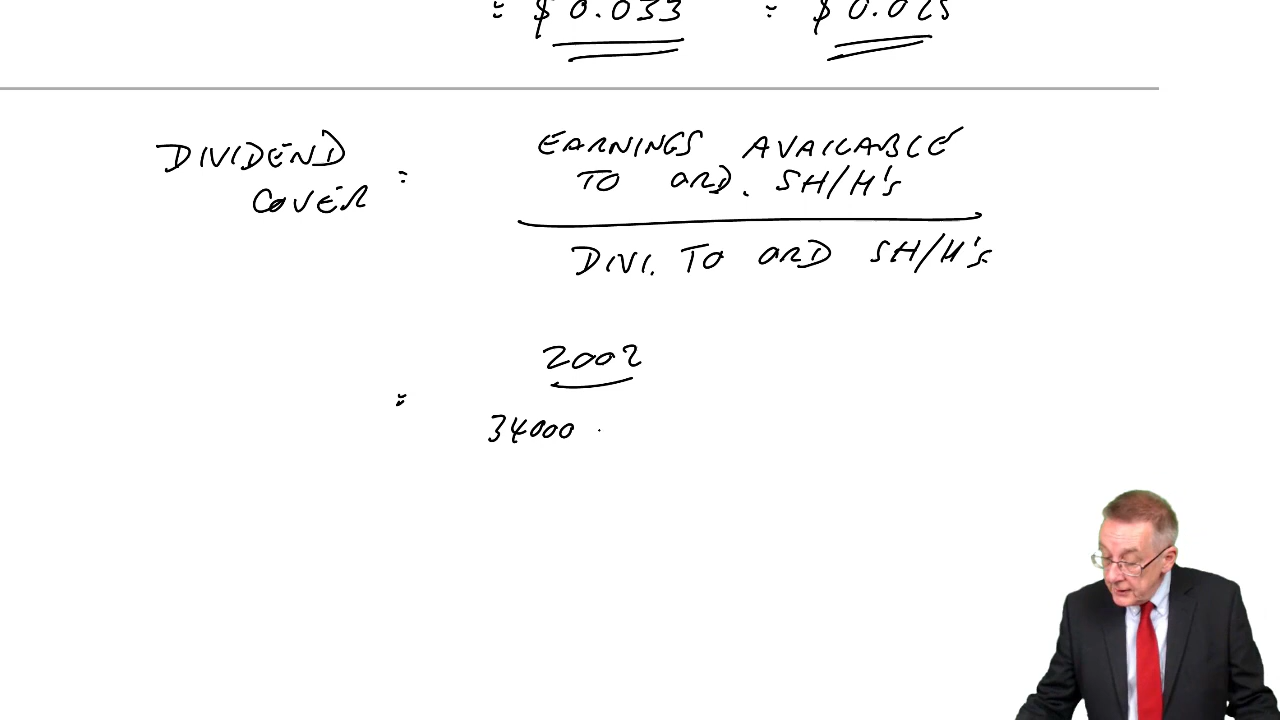 = $ 0.033 = $ 0.025
DIVIDEND COVER = EARNINGS AVAILABLE
TO ORD. SH/H's
DIVI. TO ORD SH/H's
2002
=
34000